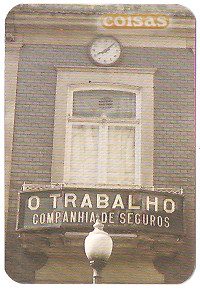 coisas
O TRABALHO
COMPANHIA DE SEGUROS